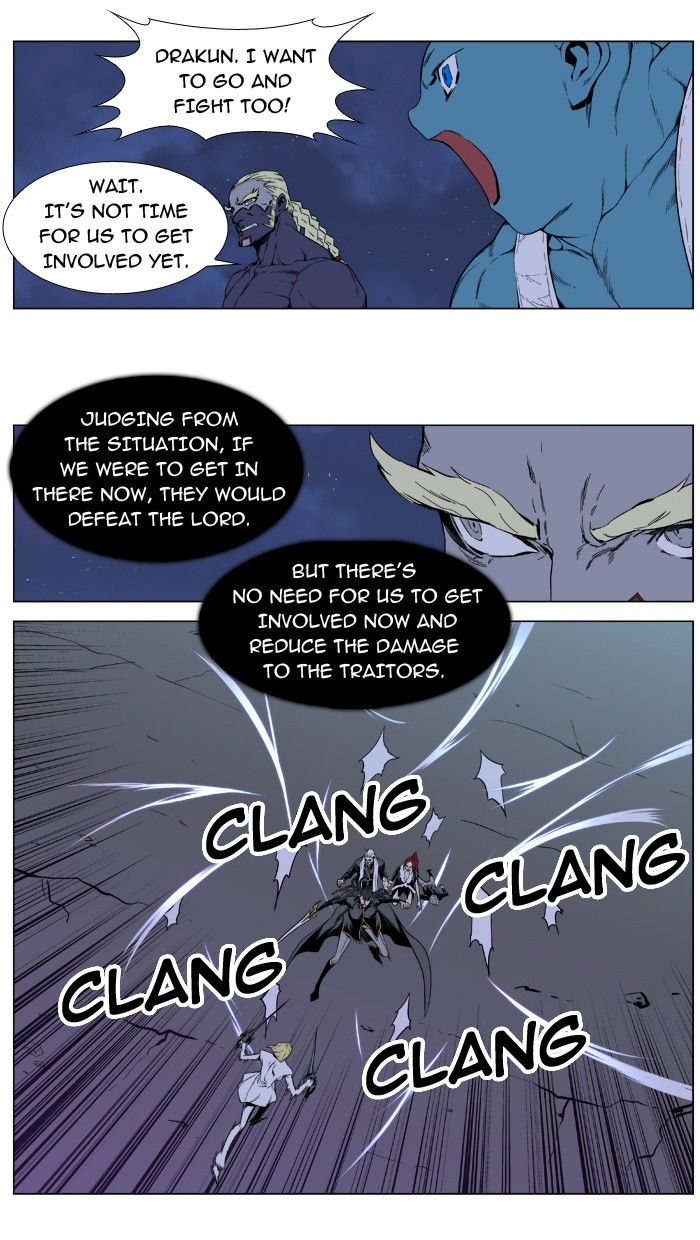 DRAKUN. I WANT
TO GO AND
FIGHT TOO!
WAIT.
IT'S NOT TIME
FOR US TO GET
INVOLVED YET.
JUDGING FROM
THE SITUATION, IF
WE WERE TO GET IN
THERE NOW, THEY WOULD
DEFEAT THE LORD.
BUT THERE'S
NO NEED FOR US TO GET
INVOLVED NOW AND
REDUCE THE DAMAGE
TO THE TRAITORS.
CLANG
CLANG
CLANG
CLANG